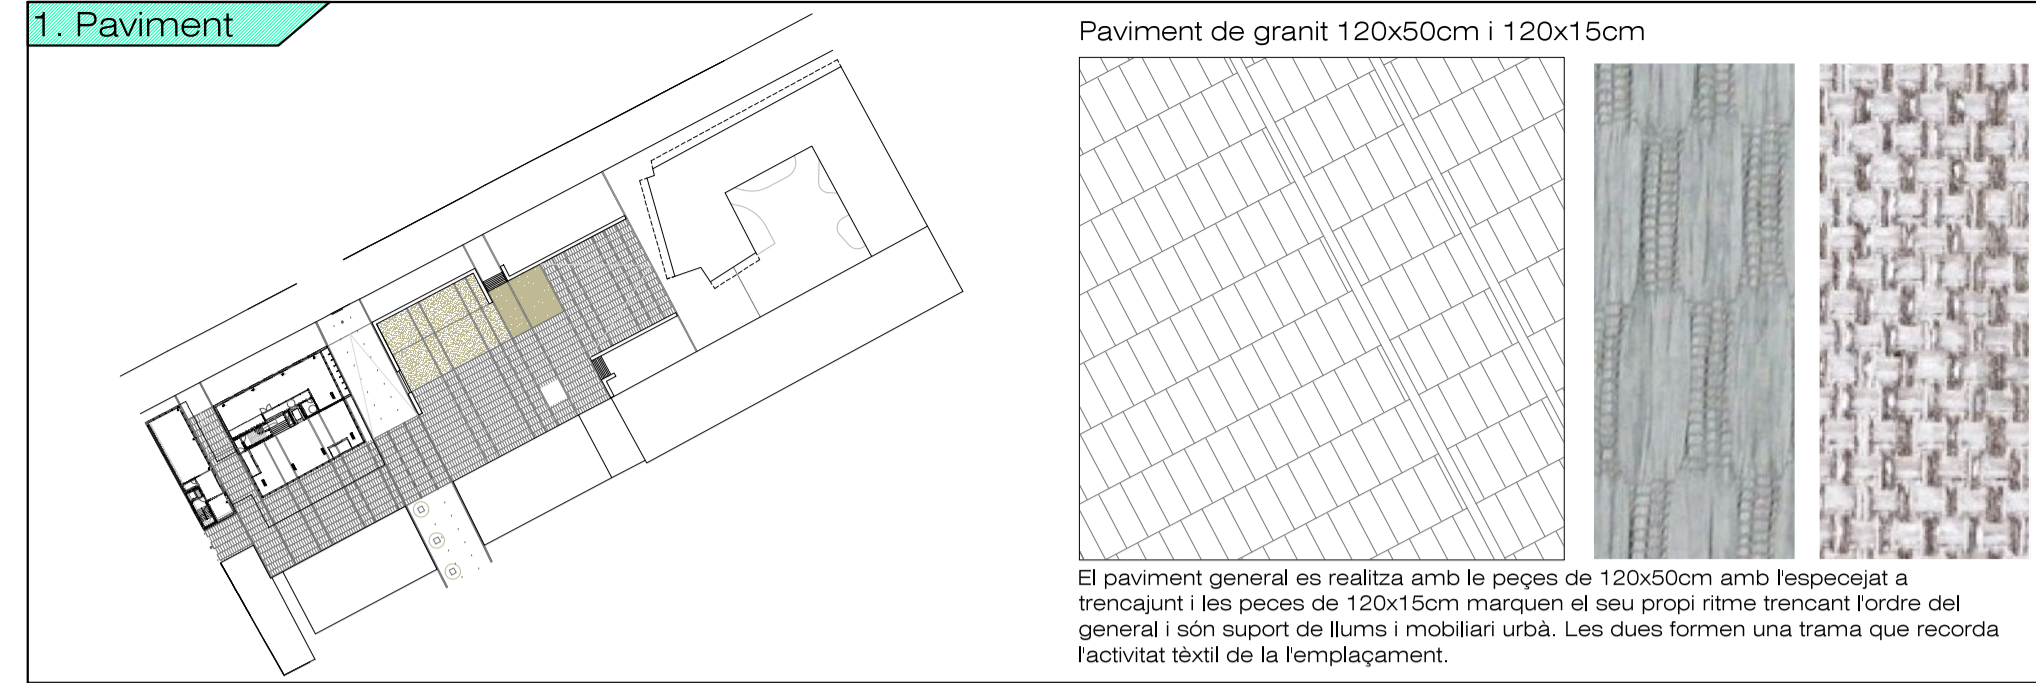 1. Paviment
Paviment de granit 120x50cm i 120x15cm
El paviment general es realitza amb le peçes de 120x50cm amb l'especejat a
trencajunt i les peces de 120x15cm marquen el seu propi ritme trencant l'ordre del
general i són suport de llums i mobiliari urbà. Les dues formen una trama que recorda
l'activitat tèxtil de la l'emplaçament.